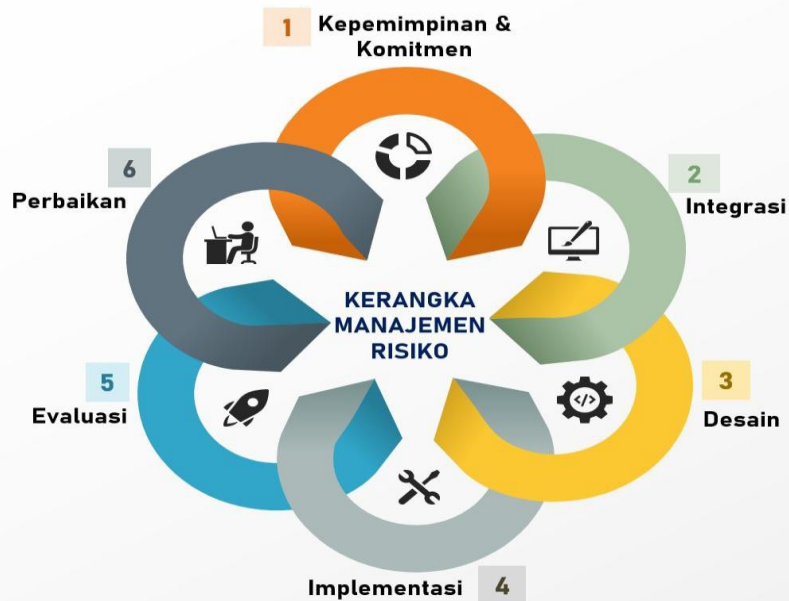 1
Kepemimpinan &
Komitmen
2
Integrasi
3
Desain
4
Implementasi
5
Evaluasi
6
Perbaikan
KERANGKA
MANAJEMEN
RISIKO
</>